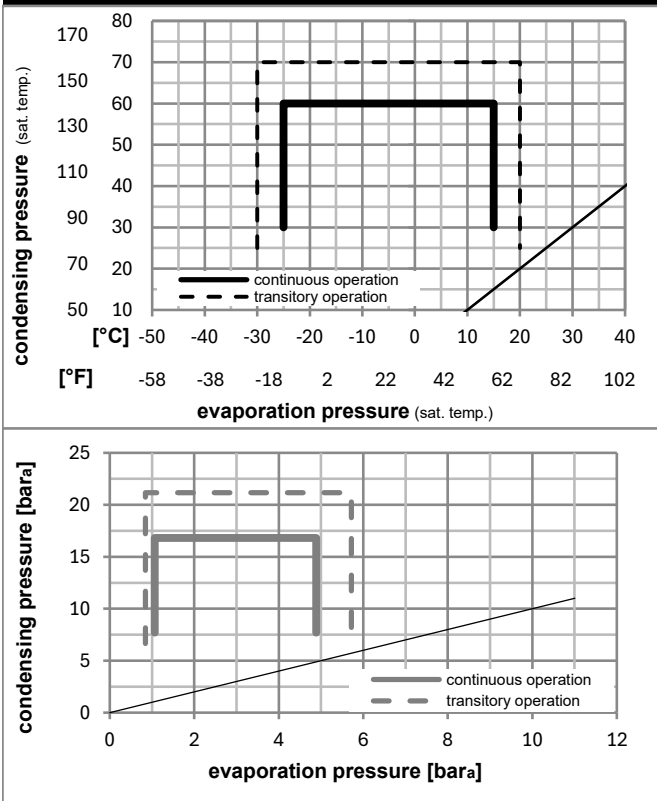 condensing pressure (sat. temp.)
170 80
150 70
130 60
110 50
90 40
70 30
50 20
10
continuous operation
transitory operation
[°C] -50 -40 -30 -20 -10 0 10 20 30 40
[°F] -58 -38 -18 2 22 42 62 82 102
evaporation pressure (sat. temp.)
condensing pressure [bara]
25
20
15
10
5
0
continuous operation
transitory operation
0 2 4 6 8 10 12
evaporation pressure [bara]